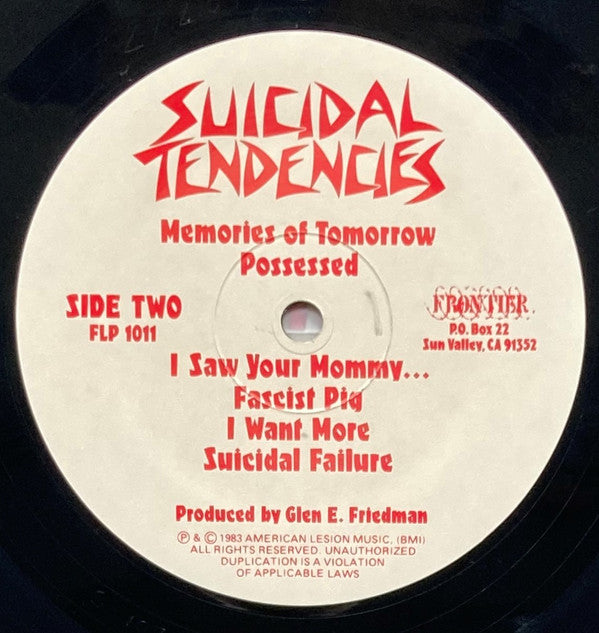 SUICIDAL
TENDENCIES
Memories of Tomorrow
Possessed
SIDE TWO
FLP 1011
FRONTIER
P.O. Box 22
Sun Valley, CA 91352
I Saw Your Mommy...
Fascist Pig
I Want More
Suicidal Failure
Produced by Glen E. Friedman
℗ & © 1983 AMERICAN LESION MUSIC, (BMI)
ALL RIGHTS RESERVED. UNAUTHORIZED
DUPLICATION IS A VIOLATION
OF APPLICABLE LAWS